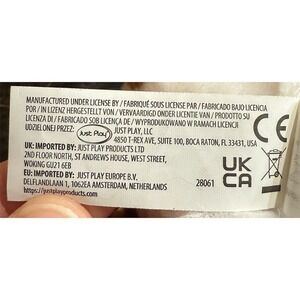 MANUFACTURED UNDER LICENSE BY / FABRIQUÉ SOUS LICENSE PAR / FABRICADO BAJO LICENCIA
POR / IN LIZENZ HERGESTELLT VON / VERVAARDIGD ONDER LICENTIE VAN / PRODOTTO SU
LICENZA DI / FABRICADO SOB LICENÇA DE / WYPRODUKOWANO W RAMACH LICENCJI
UDZIELONEJ PRZEZ: Just Play JUST PLAY, LLC
4850 T-REX AVE, SUITE 100, BOCA RATON, FL 33431, USA
UK: IMPORTED BY: JUST PLAY PRODUCTS LTD
2ND FLOOR NORTH, ST ANDREWS HOUSE, WEST STREET,
WOKING GU21 6EB
EU: IMPORTED BY: JUST PLAY EUROPE B.V.
DELFLANDLAAN 1, 1062EA AMSTERDAM, NETHERLANDS
28061
https://justplayproducts.com
CE
UK
CA